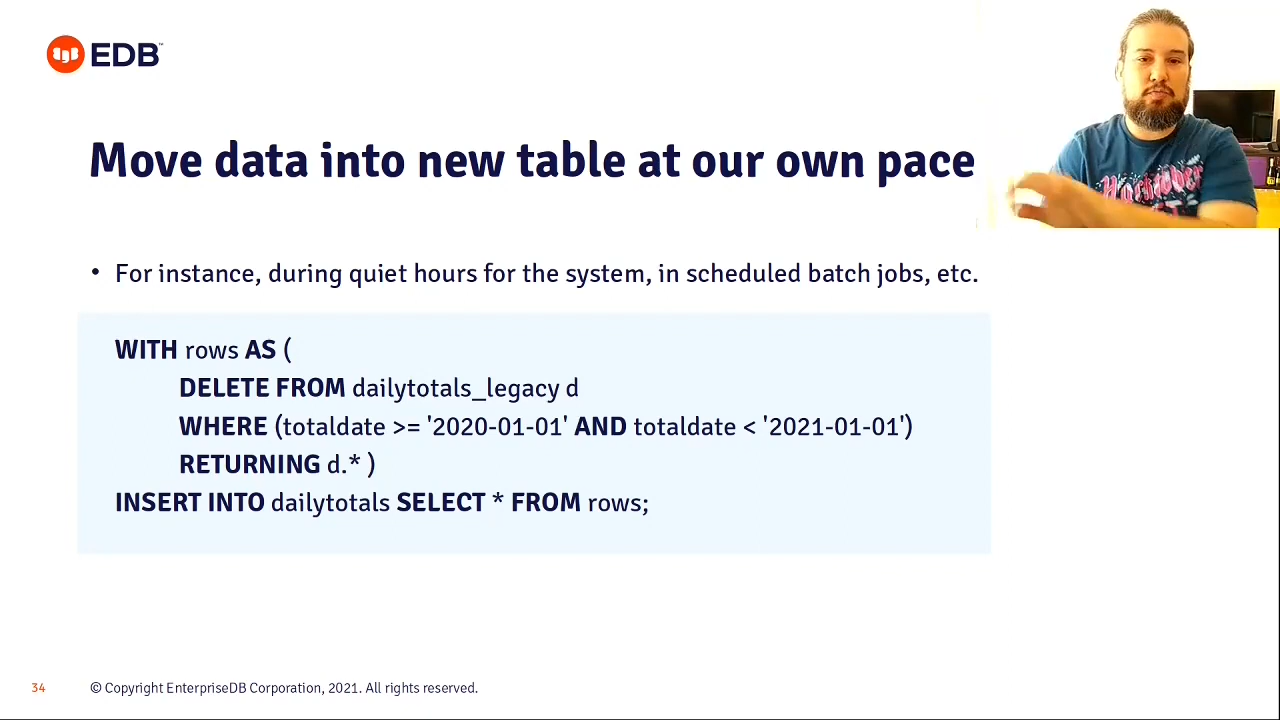 EDB™
Move data into new table at our own pace
• For instance, during quiet hours for the system, in scheduled batch jobs, etc.
WITH rows AS (
DELETE FROM dailytotals_legacy d
WHERE (totaldate >= '2020-01-01' AND totaldate < '2021-01-01')
RETURNING d.* )
INSERT INTO dailytotals SELECT * FROM rows;
34
© Copyright EnterpriseDB Corporation, 2021. All rights reserved.